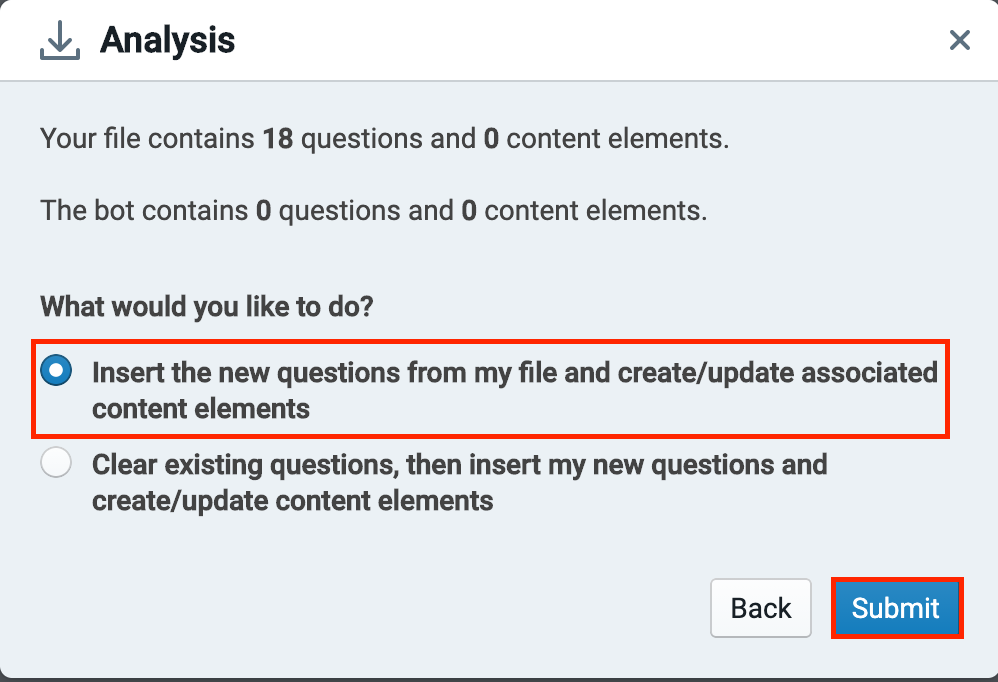 Analysis
Your file contains 18 questions and 0 content elements.
The bot contains 0 questions and 0 content elements.
What would you like to do?
Insert the new questions from my file and create/update associated
content elements
Clear existing questions, then insert my new questions and
create/update content elements
Back
Submit